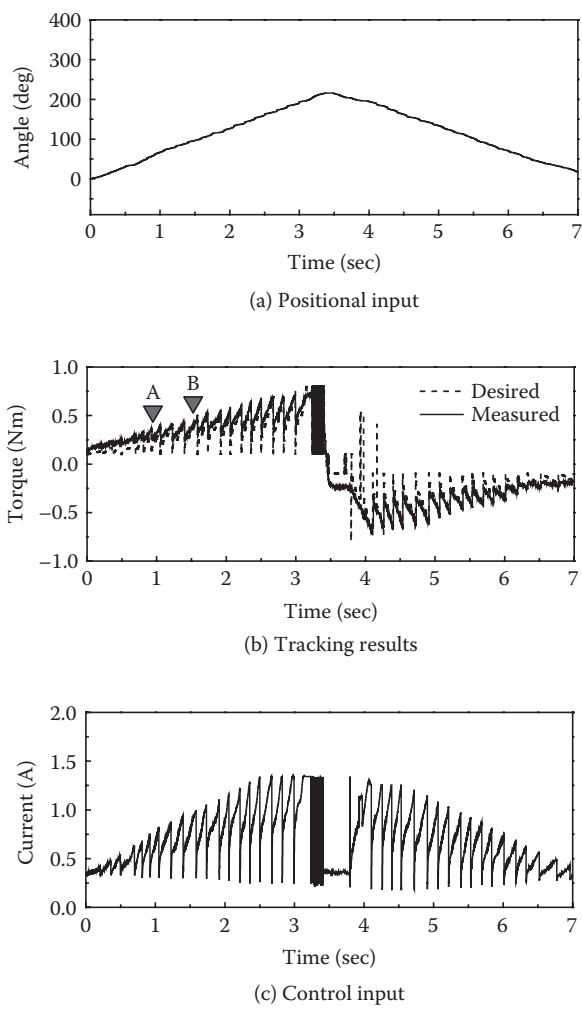 400
300
200
100
0
Angle (deg)
0 1 2 3 4 5 6 7
Time (sec)
(a) Positional input
1.0
0.5
0.0
−0.5
−1.0
Torque (Nm)
A B
Desired
Measured
0 1 2 3 4 5 6 7
Time (sec)
(b) Tracking results
2.0
1.5
1.0
0.5
0.0
Current (A)
0 1 2 3 4 5 6 7
Time (sec)
(c) Control input